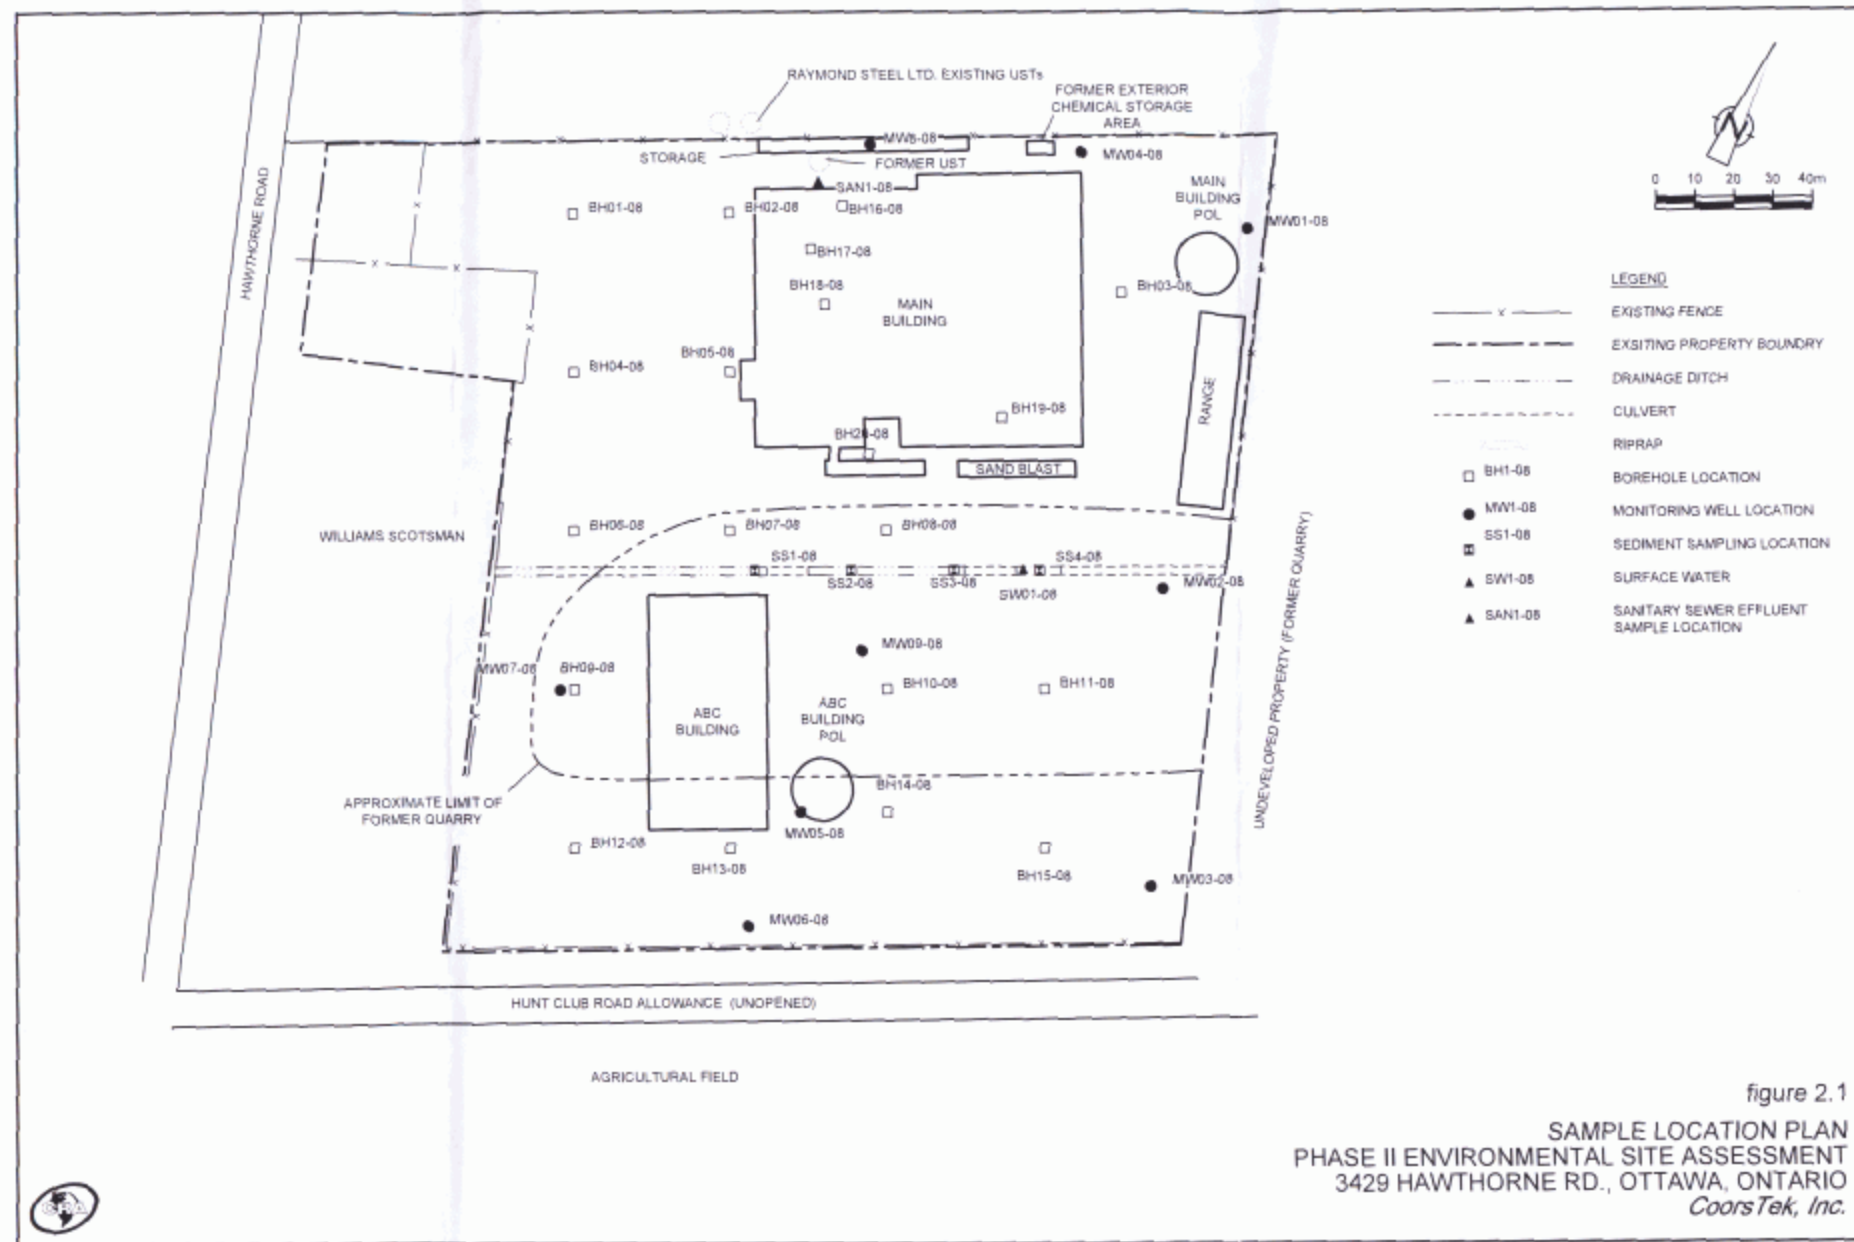 RAYMOND STEEL LTD. EXISTING USTs
FORMER EXTERIOR
CHEMICAL STORAGE
AREA
N
0 10 20 30 40m
STORAGE
MW8-08
FORMER UST
MW04-08
HAWTHORNE ROAD
BH01-08
BH02-08
SAN1-08
BH16-08
MAIN
BUILDING
POL
MW01-08
BH17-08
BH18-08
MAIN
BUILDING
BH03-08
BH04-08
BH05-08
RANGE
BH19-08
SAND BLAST
LEGEND
EXISTING FENCE
EXSITING PROPERTY BOUNDRY
DRAINAGE DITCH
CULVERT
RIPRAP
BH1-08
BOREHOLE LOCATION
MW1-08
MONITORING WELL LOCATION
SS1-08
SEDIMENT SAMPLING LOCATION
SW1-08
SURFACE WATER
SAN1-08
SANITARY SEWER EFFLUENT
SAMPLE LOCATION
WILLIAMS SCOTSMAN
BH06-08
BH07-08
BH08-08
SS1-08
SS2-08
SS3-08
SW01-08
SS4-08
MW02-08
UNDEVELOPED PROPERTY (FORMER QUARRY)
MW07-08
BH09-08
MW09-08
BH10-08
BH11-08
ABC
BUILDING
ABC
BUILDING
POL
BH14-08
APPROXIMATE LIMIT OF
FORMER QUARRY
MW05-08
BH12-08
BH13-08
BH15-08
MW03-08
MW06-08
HUNT CLUB ROAD ALLOWANCE (UNOPENED)
AGRICULTURAL FIELD
figure 2.1
SAMPLE LOCATION PLAN
PHASE II ENVIRONMENTAL SITE ASSESSMENT
3429 HAWTHORNE RD., OTTAWA, ONTARIO
CoorsTek, Inc.
CRA